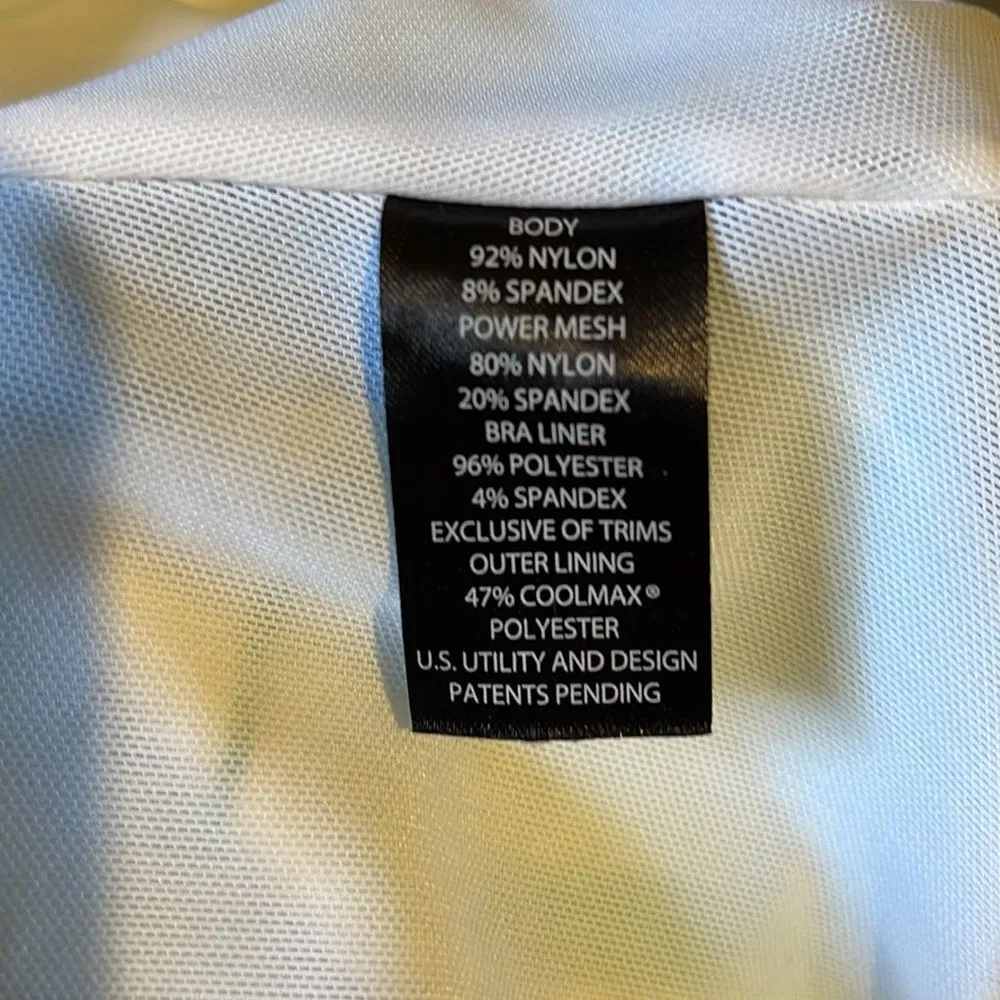 BODY
92% NYLON
8% SPANDEX
POWER MESH
80% NYLON
20% SPANDEX
BRA LINER
96% POLYESTER
4% SPANDEX
EXCLUSIVE OF TRIMS
OUTER LINING
47% COOLMAX®
POLYESTER
U.S. UTILITY AND DESIGN
PATENTS PENDING